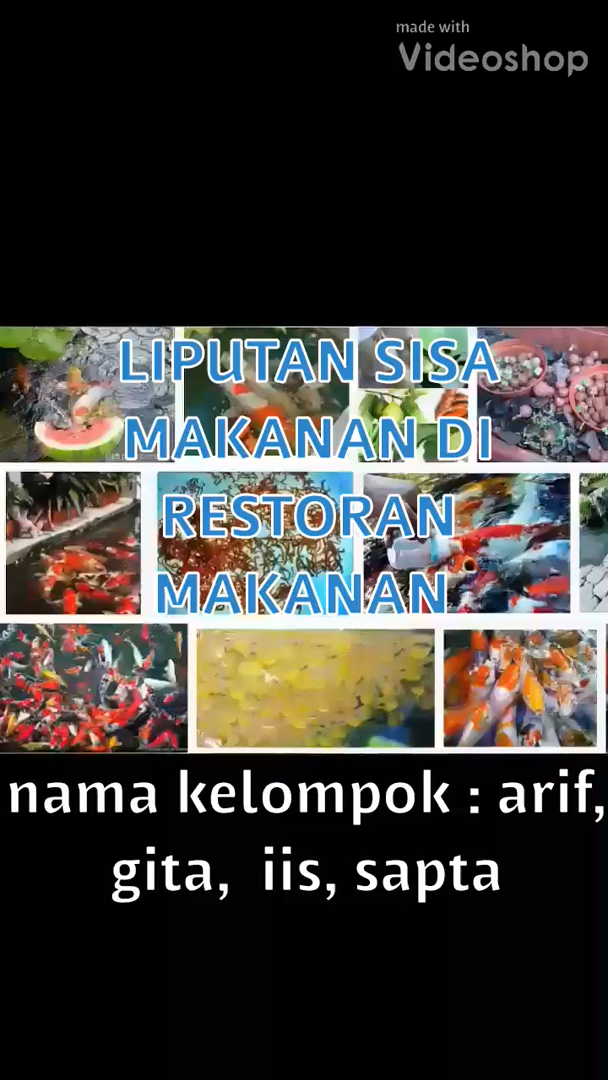 made with
Videoshop
LIPUTAN SISA
MAKANAN DI
RESTORAN
MAKANAN
nama kelompok : arif,
gita, iis, sapta